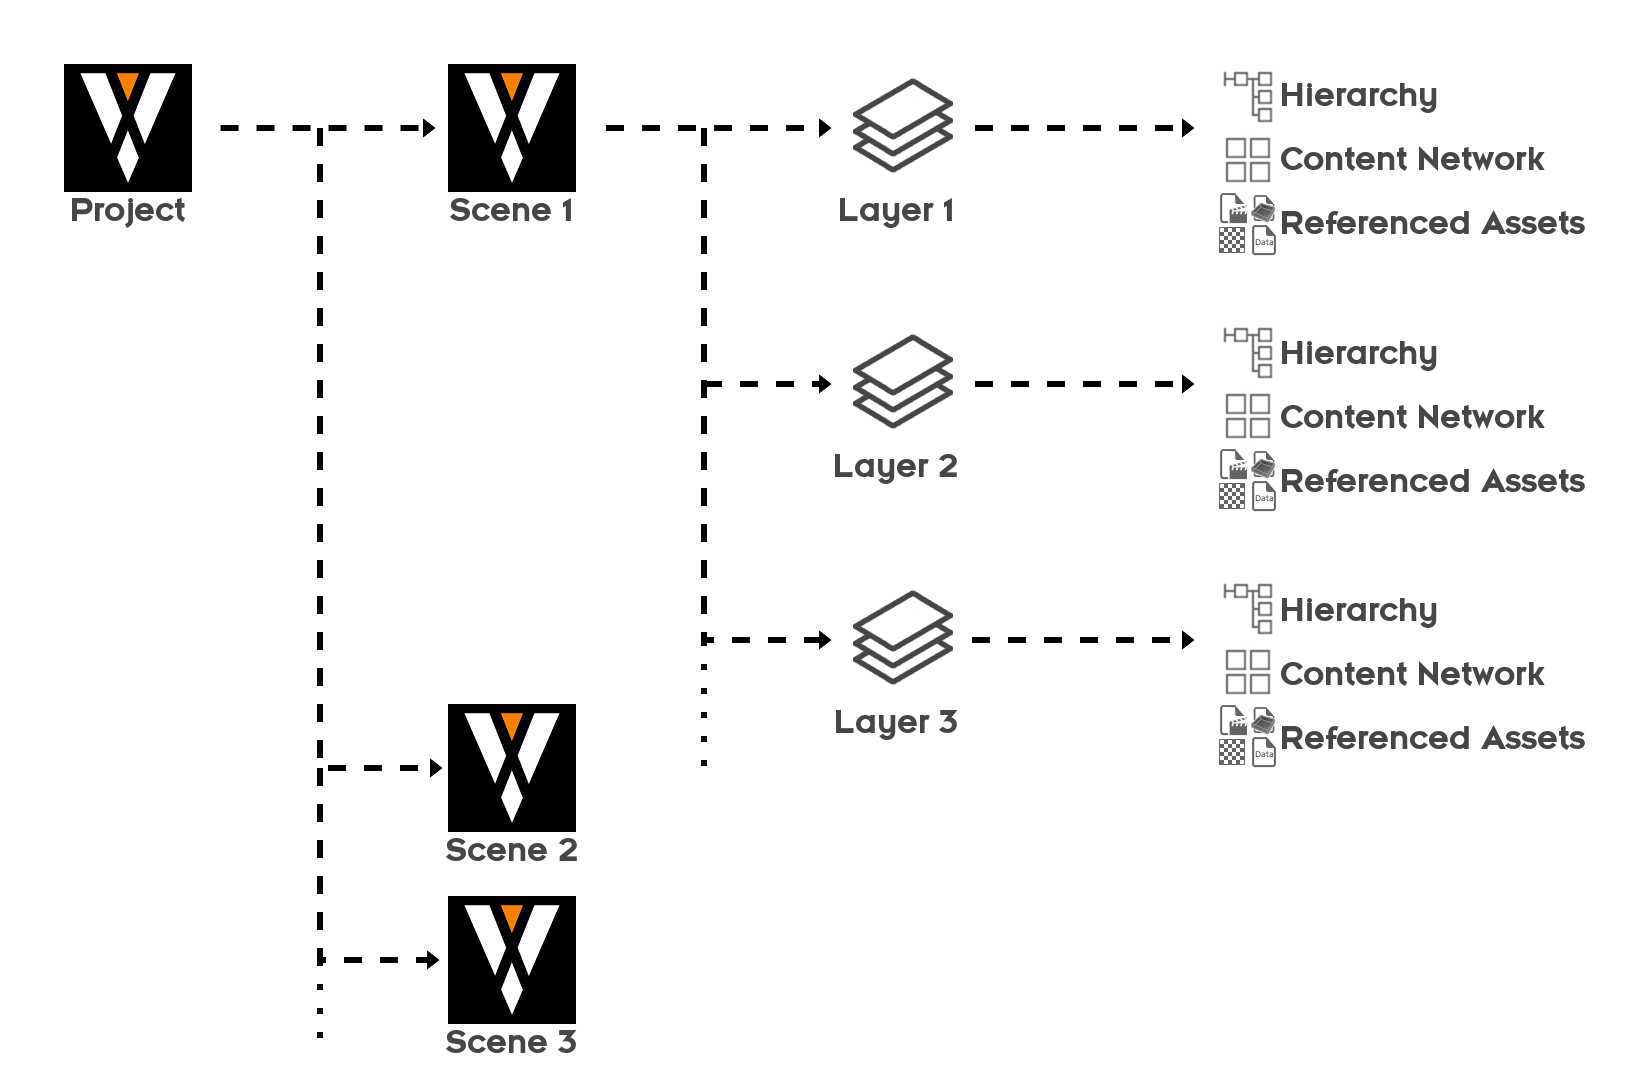 Project
Scene 1
Layer 1
Hierarchy
Content Network
Data
Referenced Assets
Layer 2
Hierarchy
Content Network
Data
Referenced Assets
Layer 3
Hierarchy
Content Network
Data
Referenced Assets
Scene 2
Scene 3